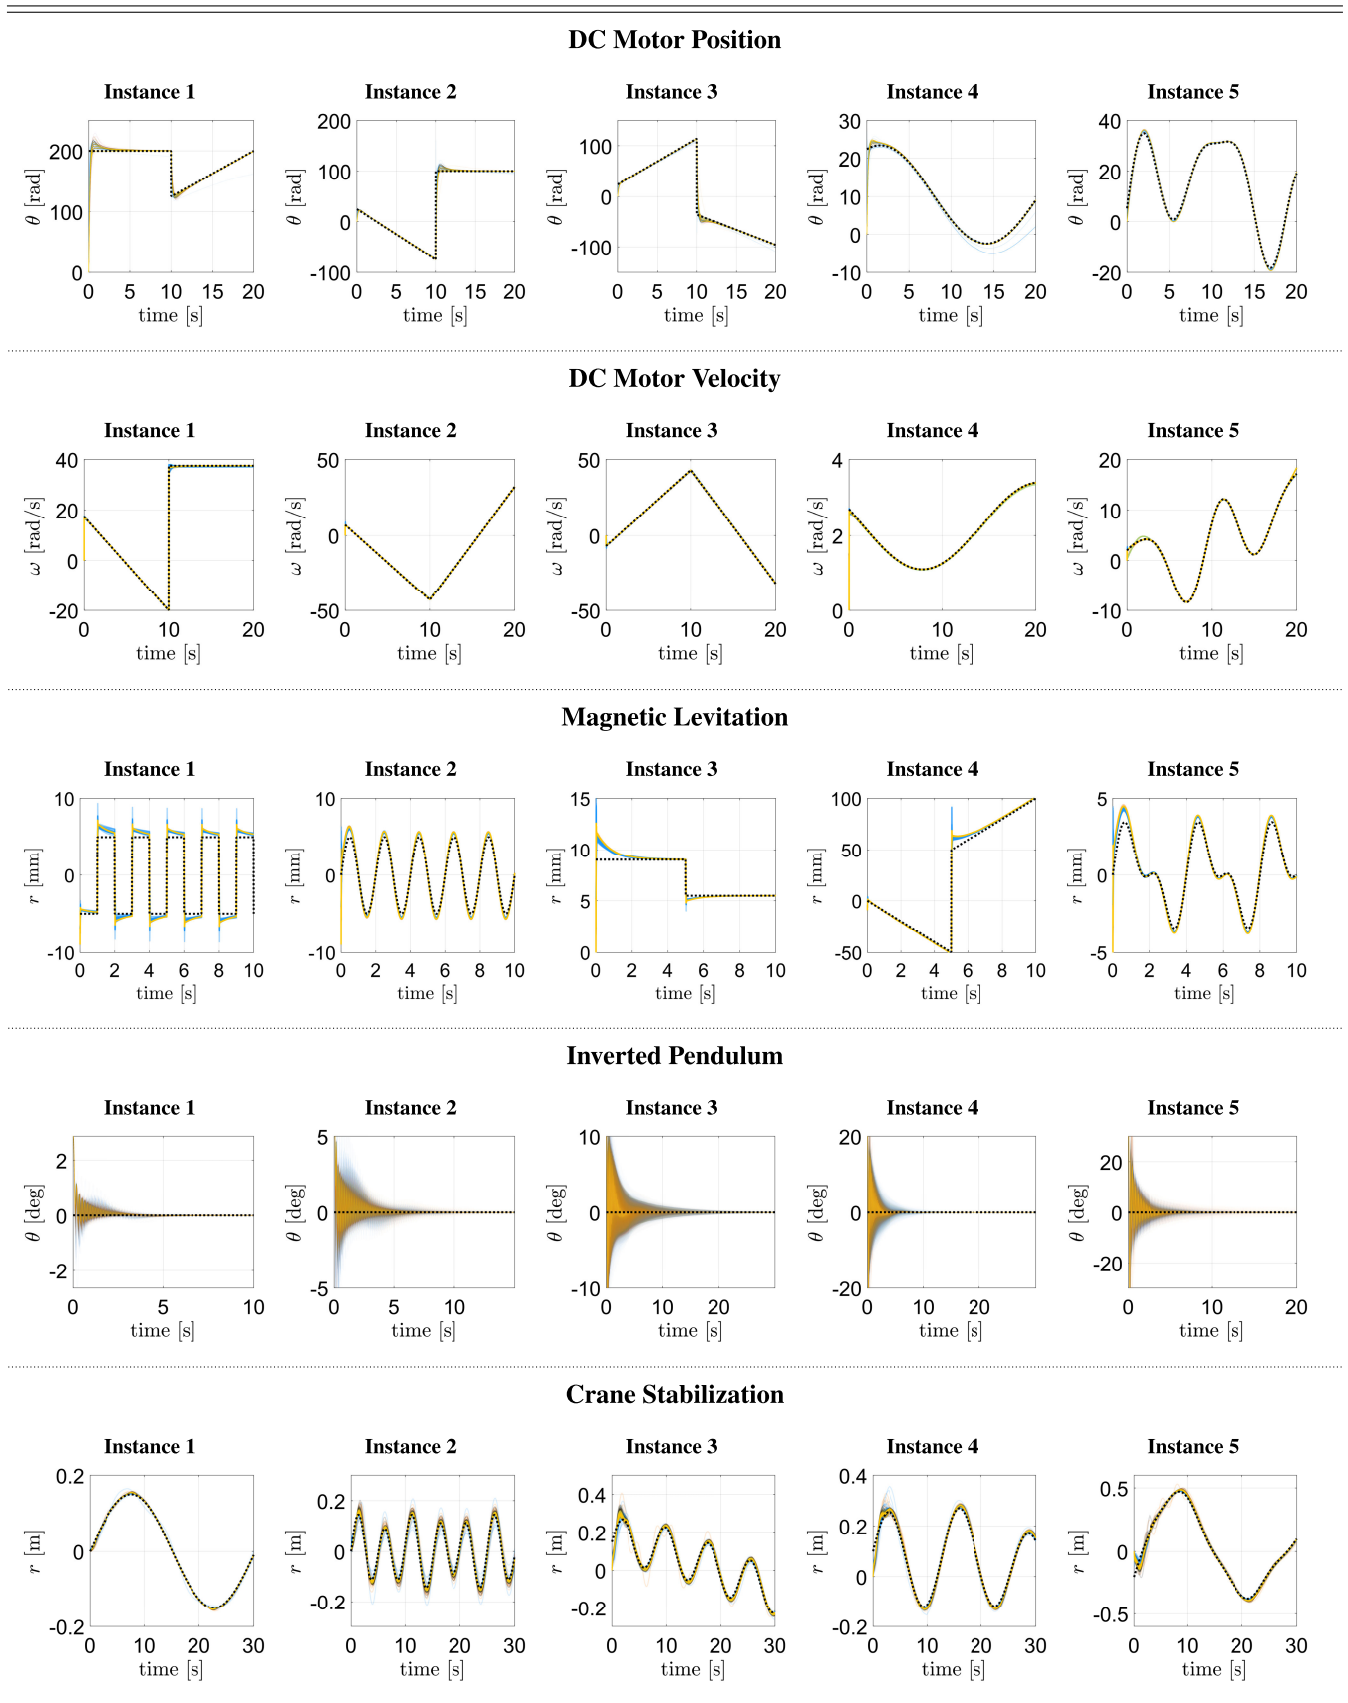 DC Motor Position
Instance 1 Instance 2 Instance 3 Instance 4 Instance 5
θ [rad] 200 100 0
0 5 10 15 20
time [s]
θ [rad] 200 100 0 -100
0 5 10 15 20
time [s]
θ [rad] 100 0 -100
0 5 10 15 20
time [s]
θ [rad] 30 20 10 0 -10
0 5 10 15 20
time [s]
θ [rad] 40 20 0 -20
0 5 10 15 20
time [s]
DC Motor Velocity
Instance 1 Instance 2 Instance 3 Instance 4 Instance 5
ω [rad/s] 40 20 0 -20
0 10 20
time [s]
ω [rad/s] 50 0 -50
0 10 20
time [s]
ω [rad/s] 50 0 -50
0 10 20
time [s]
ω [rad/s] 4 2 0
0 10 20
time [s]
ω [rad/s] 20 10 0 -10
0 10 20
time [s]
Magnetic Levitation
Instance 1 Instance 2 Instance 3 Instance 4 Instance 5
r [mm] 10 0 -10
0 2 4 6 8 10
time [s]
r [mm] 10 0 -10
0 2 4 6 8 10
time [s]
r [mm] 15 10 5 0
0 2 4 6 8 10
time [s]
r [mm] 100 50 0 -50
0 2 4 6 8 10
time [s]
r [mm] 5 0 -5
0 2 4 6 8 10
time [s]
Inverted Pendulum
Instance 1 Instance 2 Instance 3 Instance 4 Instance 5
θ [deg] 2 0 -2
0 5 10
time [s]
θ [deg] 5 0 -5
0 5 10
time [s]
θ [deg] 10 0 -10
0 10 20
time [s]
θ [deg] 20 0 -20
0 10 20
time [s]
θ [deg] 20 0 -20
0 10 20
time [s]
Crane Stabilization
Instance 1 Instance 2 Instance 3 Instance 4 Instance 5
r [m] 0.2 0 -0.2
0 10 20 30
time [s]
r [m] 0.2 0 -0.2
0 10 20 30
time [s]
r [m] 0.4 0.2 0 -0.2
0 10 20 30
time [s]
r [m] 0.4 0.2 0 -0.2
0 10 20 30
time [s]
r [m] 0.5 0 -0.5
0 10 20 30
time [s]